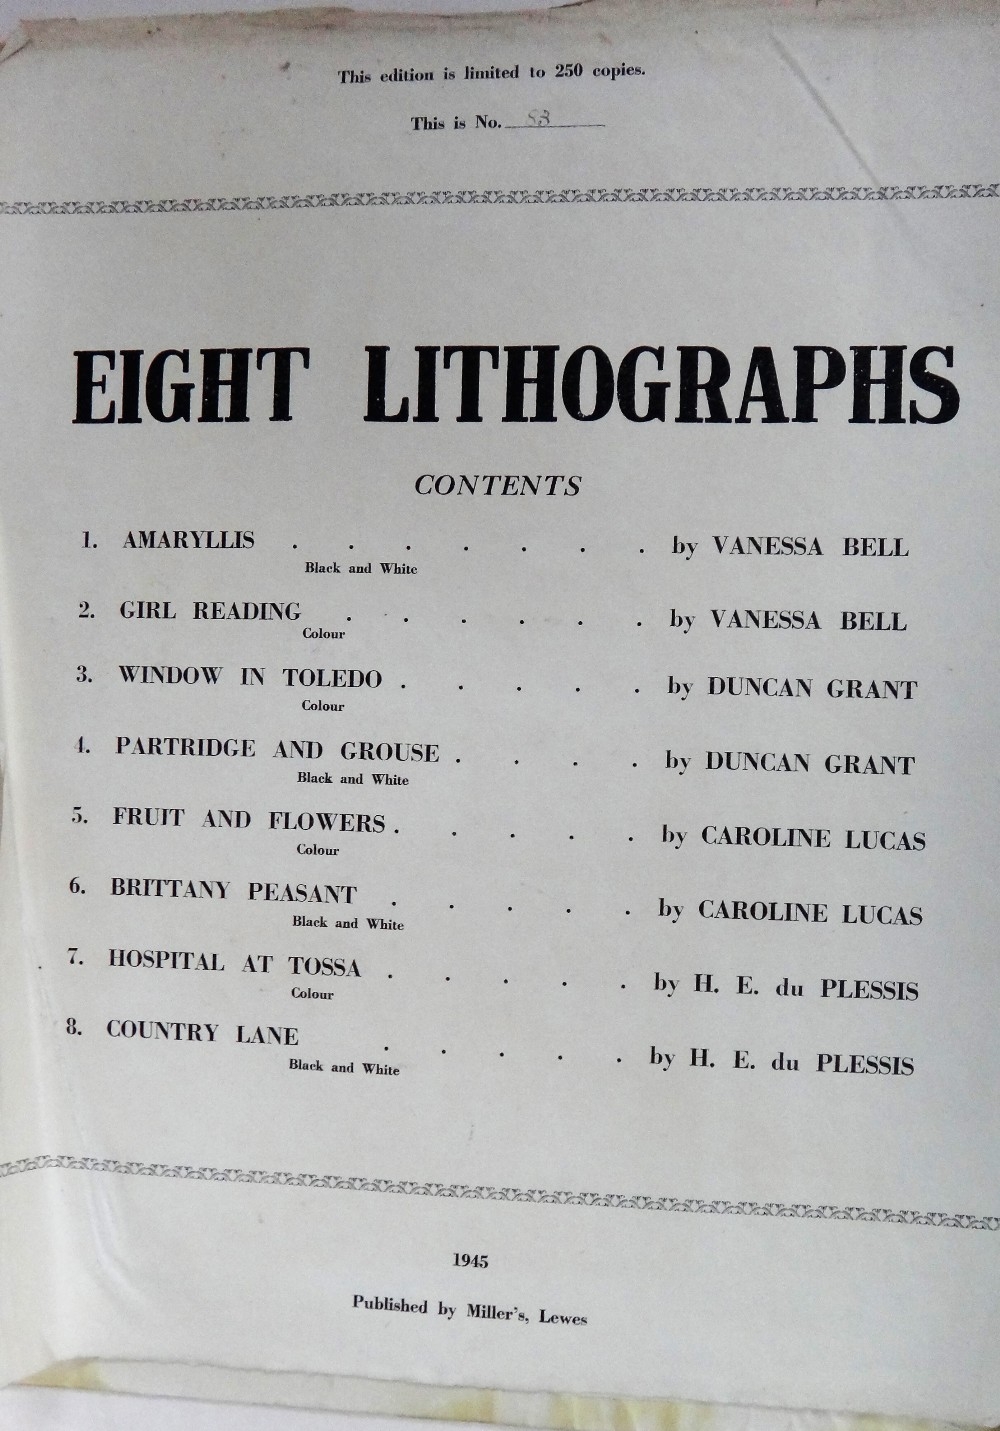 This edition is limited to 250 copies.
This is No. 53
EIGHT LITHOGRAPHS
CONTENTS
1. AMARYLLIS . . . . . . . by VANESSA BELL
Black and White
2. GIRL READING . . . . . . by VANESSA BELL
Colour
3. WINDOW IN TOLEDO . . . . . by DUNCAN GRANT
Colour
4. PARTRIDGE AND GROUSE . . . . by DUNCAN GRANT
Black and White
5. FRUIT AND FLOWERS . . . . . by CAROLINE LUCAS
Colour
6. BRITTANY PEASANT . . . . . by CAROLINE LUCAS
Black and White
7. HOSPITAL AT TOSSA . . . . . by H. E. du PLESSIS
Colour
8. COUNTRY LANE . . . . . by H. E. du PLESSIS
Black and White
1945
Published by Miller's, Lewes